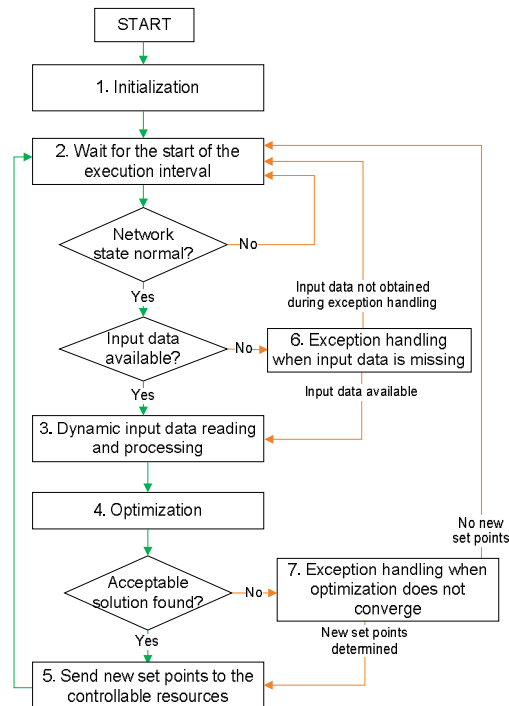 START
1. Initialization
2. Wait for the start of the
execution interval
Network
state normal?
No
Yes
Input data not obtained
during exception handling
Input data
available?
No
6. Exception handling
when input data is missing
Yes
Input data available
3. Dynamic input data reading
and processing
4. Optimization
No new
set points
Acceptable
solution found?
No
7. Exception handling when
optimization does not
converge
Yes
New set points
determined
5. Send new set points to the
controllable resources